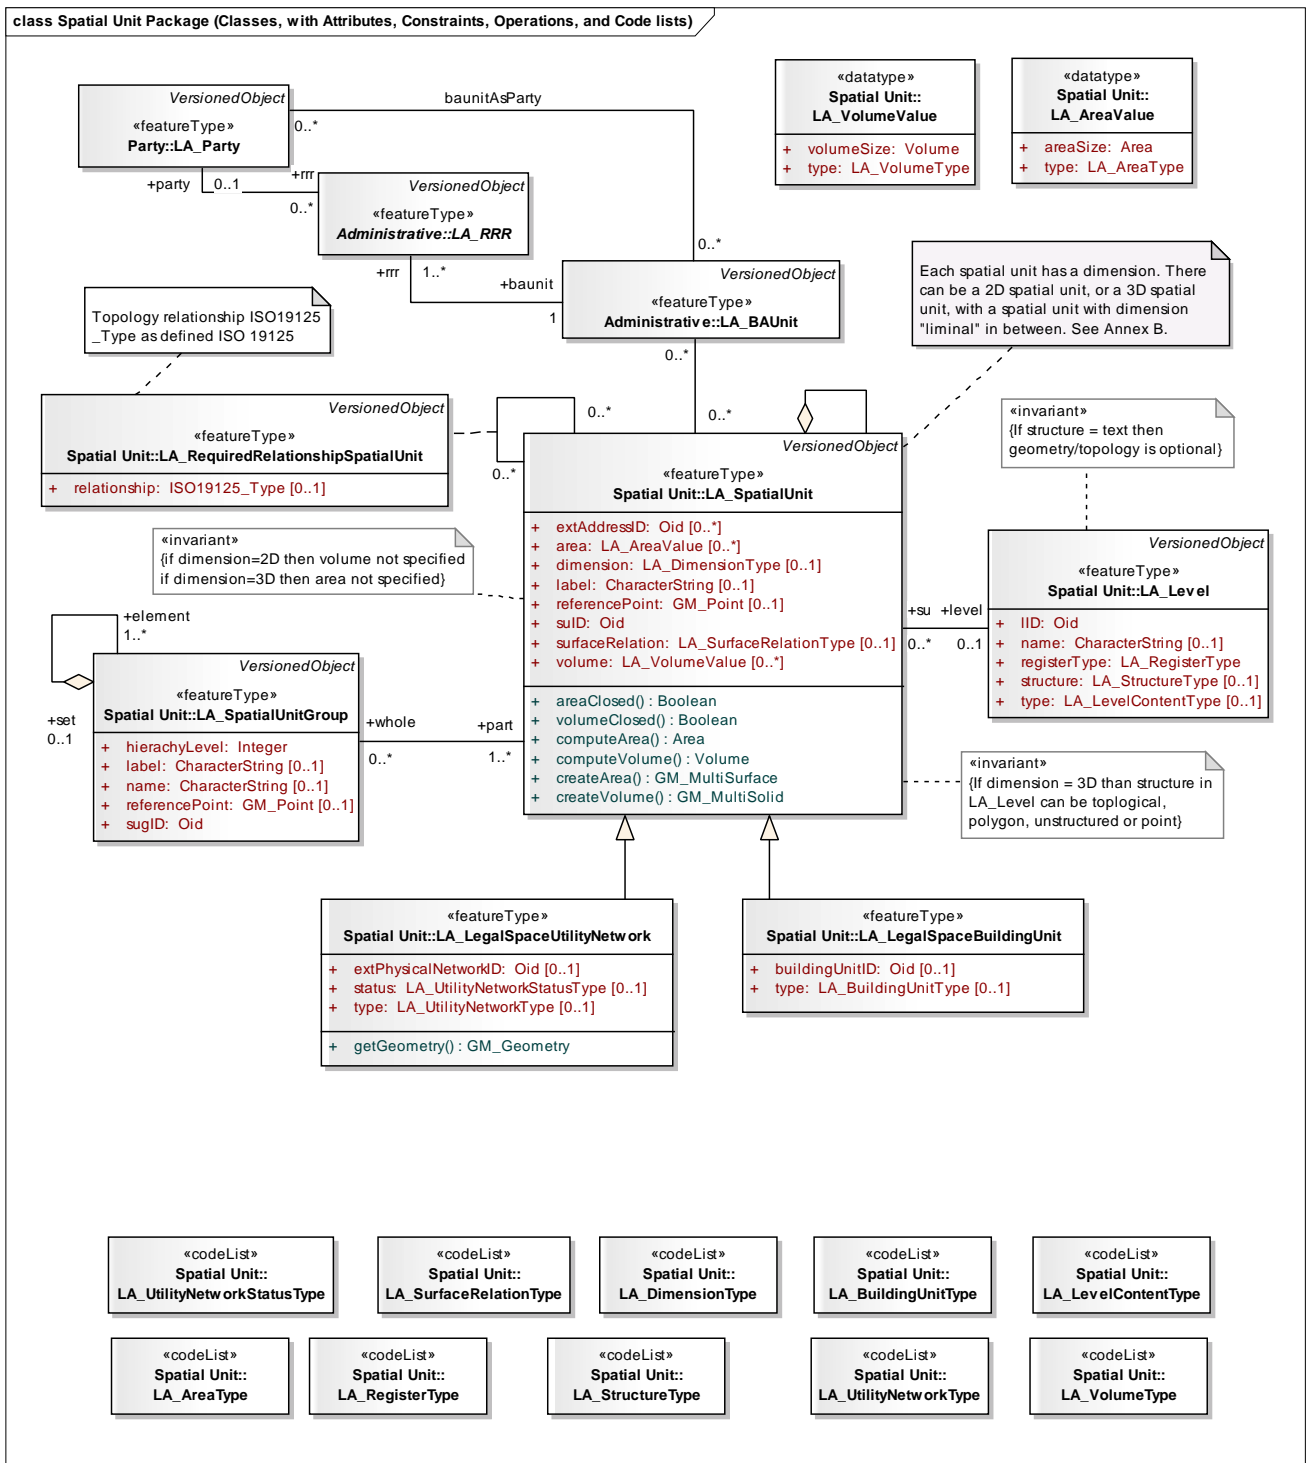 class Spatial Unit Package (Classes, with Attributes, Constraints, Operations, and Code lists)
VersionedObject
«featureType»
Party::LA_Party
baunitAsParty
0..*
0..*
+party
0..1
+rrr
0..*
VersionedObject
«featureType»
Administrative::LA_RRR
+rrr
1..*
+baunit
1
VersionedObject
«featureType»
Administrative::LA_BAUnit
0..*
0..*
«datatype»
Spatial Unit::
LA_VolumeValue
+ volumeSize: Volume
+ type: LA_VolumeType
«datatype»
Spatial Unit::
LA_AreaValue
+ areaSize: Area
+ type: LA_AreaType
Each spatial unit has a dimension. There
can be a 2D spatial unit, or a 3D spatial
unit, with a spatial unit with dimension
"liminal" in between. See Annex B.
Topology relationship ISO19125
_Type as defined ISO 19125
VersionedObject
«featureType»
Spatial Unit::LA_RequiredRelationshipSpatialUnit
+ relationship: ISO19125_Type [0..1]
0..*
0..*
«invariant»
{If structure = text then
geometry/topology is optional}
«invariant»
{if dimension=2D then volume not specified
if dimension=3D then area not specified}
VersionedObject
«featureType»
Spatial Unit::LA_SpatialUnit
+ extAddressID: Oid [0..*]
+ area: LA_AreaValue [0..*]
+ dimension: LA_DimensionType [0..1]
+ label: CharacterString [0..1]
+ referencePoint: GM_Point [0..1]
+ suID: Oid
+ surfaceRelation: LA_SurfaceRelationType [0..1]
+ volume: LA_VolumeValue [0..*]
+ areaClosed() : Boolean
+ volumeClosed() : Boolean
+ computeArea() : Area
+ computeVolume() : Volume
+ createArea() : GM_MultiSurface
+ createVolume() : GM_MultiSolid
+su
0..*
+level
0..1
VersionedObject
«featureType»
Spatial Unit::LA_Level
+ lID: Oid
+ name: CharacterString [0..1]
+ registerType: LA_RegisterType
+ structure: LA_StructureType [0..1]
+ type: LA_LevelContentType [0..1]
+element
1..*
+set
0..1
VersionedObject
«featureType»
Spatial Unit::LA_SpatialUnitGroup
+ hierachyLevel: Integer
+ label: CharacterString [0..1]
+ name: CharacterString [0..1]
+ referencePoint: GM_Point [0..1]
+ sugID: Oid
+whole
0..*
+part
1..*
«invariant»
{If dimension = 3D than structure in
LA_Level can be toplogical,
polygon, unstructured or point}
«featureType»
Spatial Unit::LA_LegalSpaceUtilityNetwork
+ extPhysicalNetworkID: Oid [0..1]
+ status: LA_UtilityNetworkStatusType [0..1]
+ type: LA_UtilityNetworkType [0..1]
+ getGeometry() : GM_Geometry
«featureType»
Spatial Unit::LA_LegalSpaceBuildingUnit
+ buildingUnitID: Oid [0..1]
+ type: LA_BuildingUnitType [0..1]
«codeList»
Spatial Unit::
LA_UtilityNetworkStatusType
«codeList»
Spatial Unit::
LA_SurfaceRelationType
«codeList»
Spatial Unit::
LA_DimensionType
«codeList»
Spatial Unit::
LA_BuildingUnitType
«codeList»
Spatial Unit::
LA_LevelContentType
«codeList»
Spatial Unit::
LA_AreaType
«codeList»
Spatial Unit::
LA_RegisterType
«codeList»
Spatial Unit::
LA_StructureType
«codeList»
Spatial Unit::
LA_UtilityNetworkType
«codeList»
Spatial Unit::
LA_VolumeType